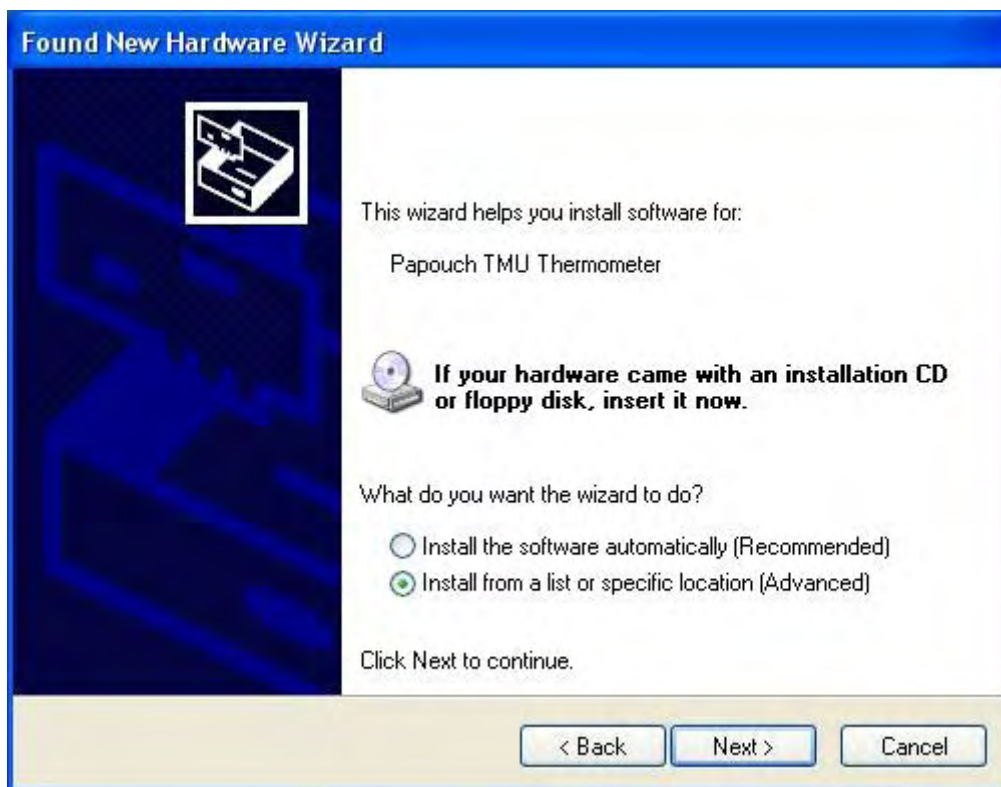 Found New Hardware Wizard
This wizard helps you install software for:
Papouch TMU Thermometer
If your hardware came with an installation CD
or floppy disk, insert it now.
What do you want the wizard to do?
Install the software automatically (Recommended)
Install from a list or specific location (Advanced)
Click Next to continue.
< Back
Next >
Cancel